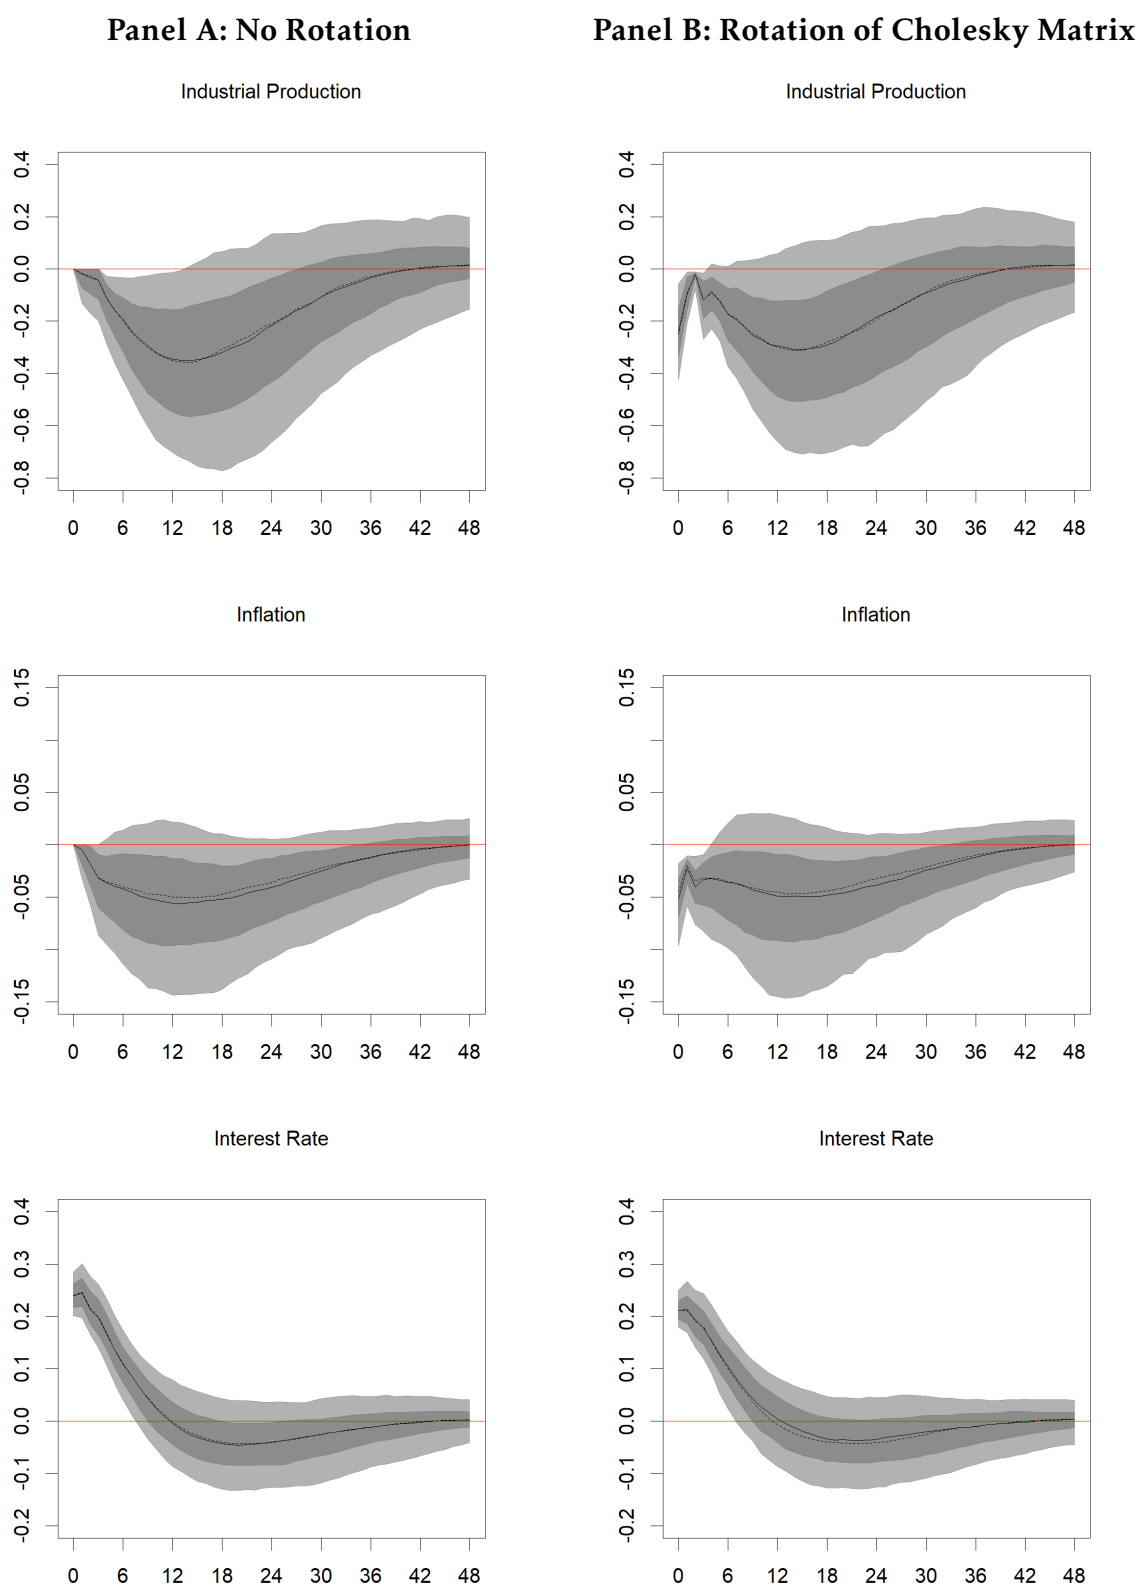 Panel A: No Rotation
Panel B: Rotation of Cholesky Matrix
Industrial Production
Industrial Production
0.4
0.2
0.0
-0.2
-0.4
-0.6
-0.8
0 6 12 18 24 30 36 42 48
0.4
0.2
0.0
-0.2
-0.4
-0.6
-0.8
0 6 12 18 24 30 36 42 48
Inflation
Inflation
0.15
0.05
-0.05
-0.15
0 6 12 18 24 30 36 42 48
0.15
0.05
-0.05
-0.15
0 6 12 18 24 30 36 42 48
Interest Rate
Interest Rate
0.4
0.3
0.2
0.1
0.0
-0.1
-0.2
0 6 12 18 24 30 36 42 48
0.4
0.3
0.2
0.1
0.0
-0.1
-0.2
0 6 12 18 24 30 36 42 48